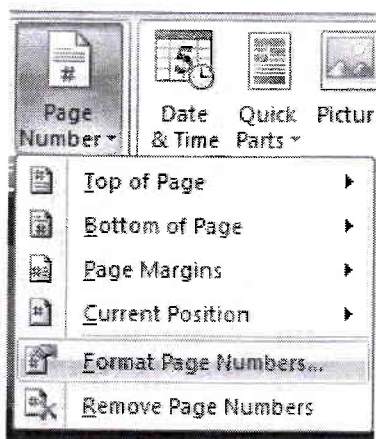 Page Number
Date & Time
Quick Parts
Pictur
Top of Page
Bottom of Page
Page Margins
Current Position
Format Page Numbers...
Remove Page Numbers